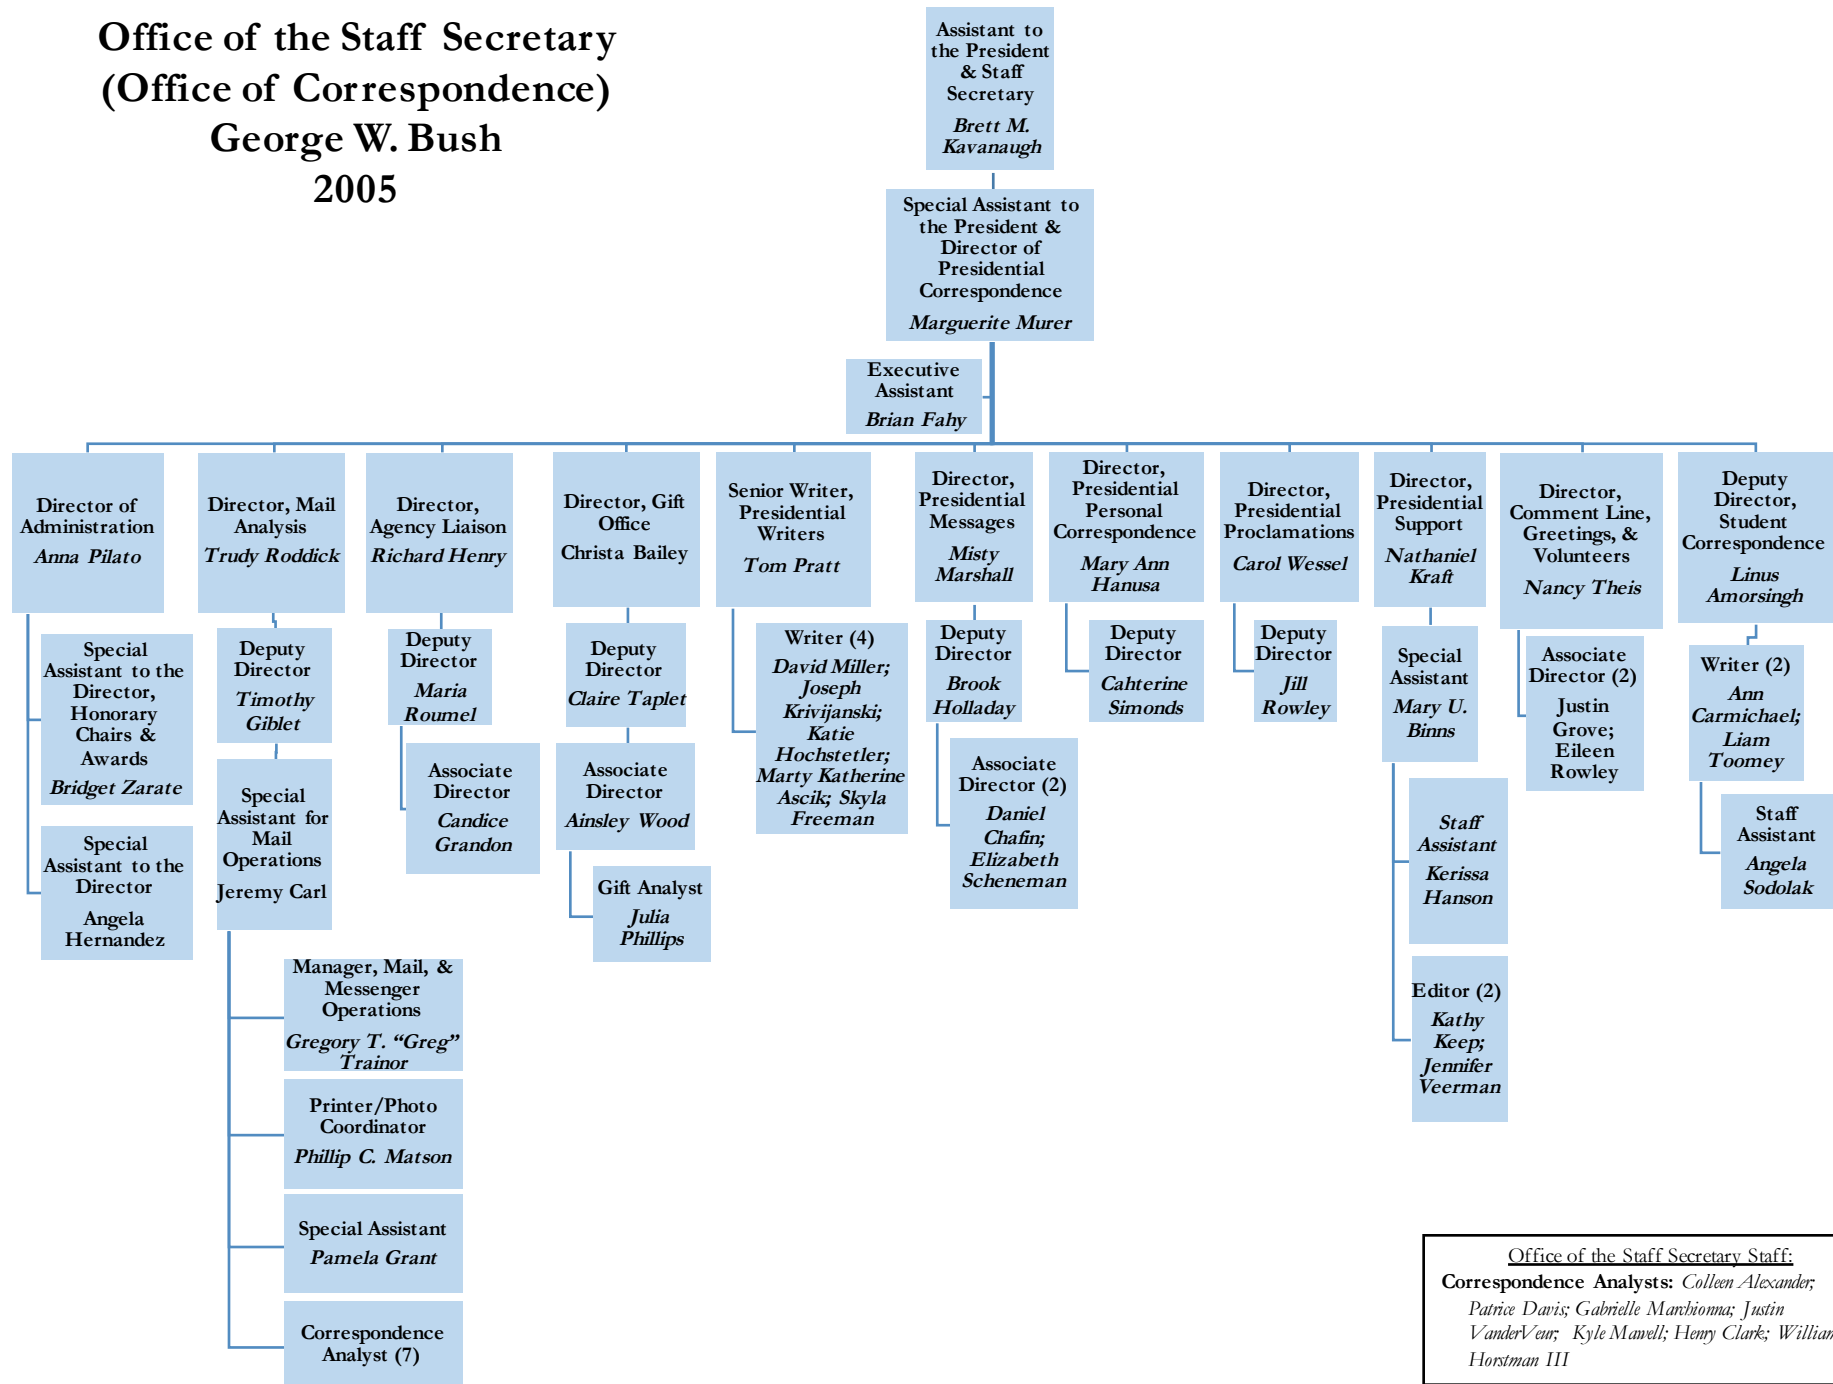 Office of the Staff Secretary
(Office of Correspondence)
George W. Bush
2005
Assistant to
the President
& Staff
Secretary
Brett M.
Kavanaugh
Special Assistant to
the President &
Director of
Presidential
Correspondence
Marguerite Murer
Executive
Assistant
Brian Fahy
Director of
Administration
Anna Pilato
Special
Assistant to the
Director,
Honorary
Chairs &
Awards
Bridget Zarate
Special
Assistant to the
Director
Angela
Hernandez
Director, Mail
Analysis
Trudy Roddick
Deputy
Director
Timothy
Giblet
Special
Assistant for
Mail
Operations
Jeremy Carl
Manager, Mail, &
Messenger
Operations
Gregory T. “Greg”
Trainor
Printer/Photo
Coordinator
Phillip C. Matson
Special Assistant
Pamela Grant
Correspondence
Analyst (7)
Director,
Agency Liaison
Richard Henry
Deputy
Director
Maria
Roumel
Associate
Director
Candice
Grandon
Director, Gift
Office
Christa Bailey
Deputy
Director
Claire Taplet
Associate
Director
Ainsley Wood
Gift Analyst
Julia
Phillips
Senior Writer,
Presidential
Writers
Tom Pratt
Writer (4)
David Miller;
Joseph
Krivijanski;
Katie
Hochstetler;
Marty Katherine
Ascik; Skyla
Freeman
Director,
Presidential
Messages
Misty
Marshall
Deputy
Director
Brook
Holladay
Associate
Director (2)
Daniel
Chafin;
Elizabeth
Scheneman
Director,
Presidential
Personal
Correspondence
Mary Ann
Hanusa
Deputy
Director
Cahterine
Simonds
Director,
Presidential
Proclamations
Carol Wessel
Deputy
Director
Jill
Rowley
Director,
Presidential
Support
Nathaniel
Kraft
Special
Assistant
Mary U.
Binns
Staff
Assistant
Kerissa
Hanson
Editor (2)
Kathy
Keep;
Jennifer
Veerman
Director,
Comment Line,
Greetings, &
Volunteers
Nancy Theis
Associate
Director (2)
Justin
Grove;
Eileen
Rowley
Deputy
Director,
Student
Correspondence
Linus
Amorsingh
Writer (2)
Ann
Carmichael;
Liam
Toomey
Staff
Assistant
Angela
Sodolak
Office of the Staff Secretary Staff:
Correspondence Analysts: Colleen Alexander;
Patrice Davis; Gabrielle Marchionna; Justin
VanderVeur; Kyle Mawell; Henry Clark; William
Horstman III